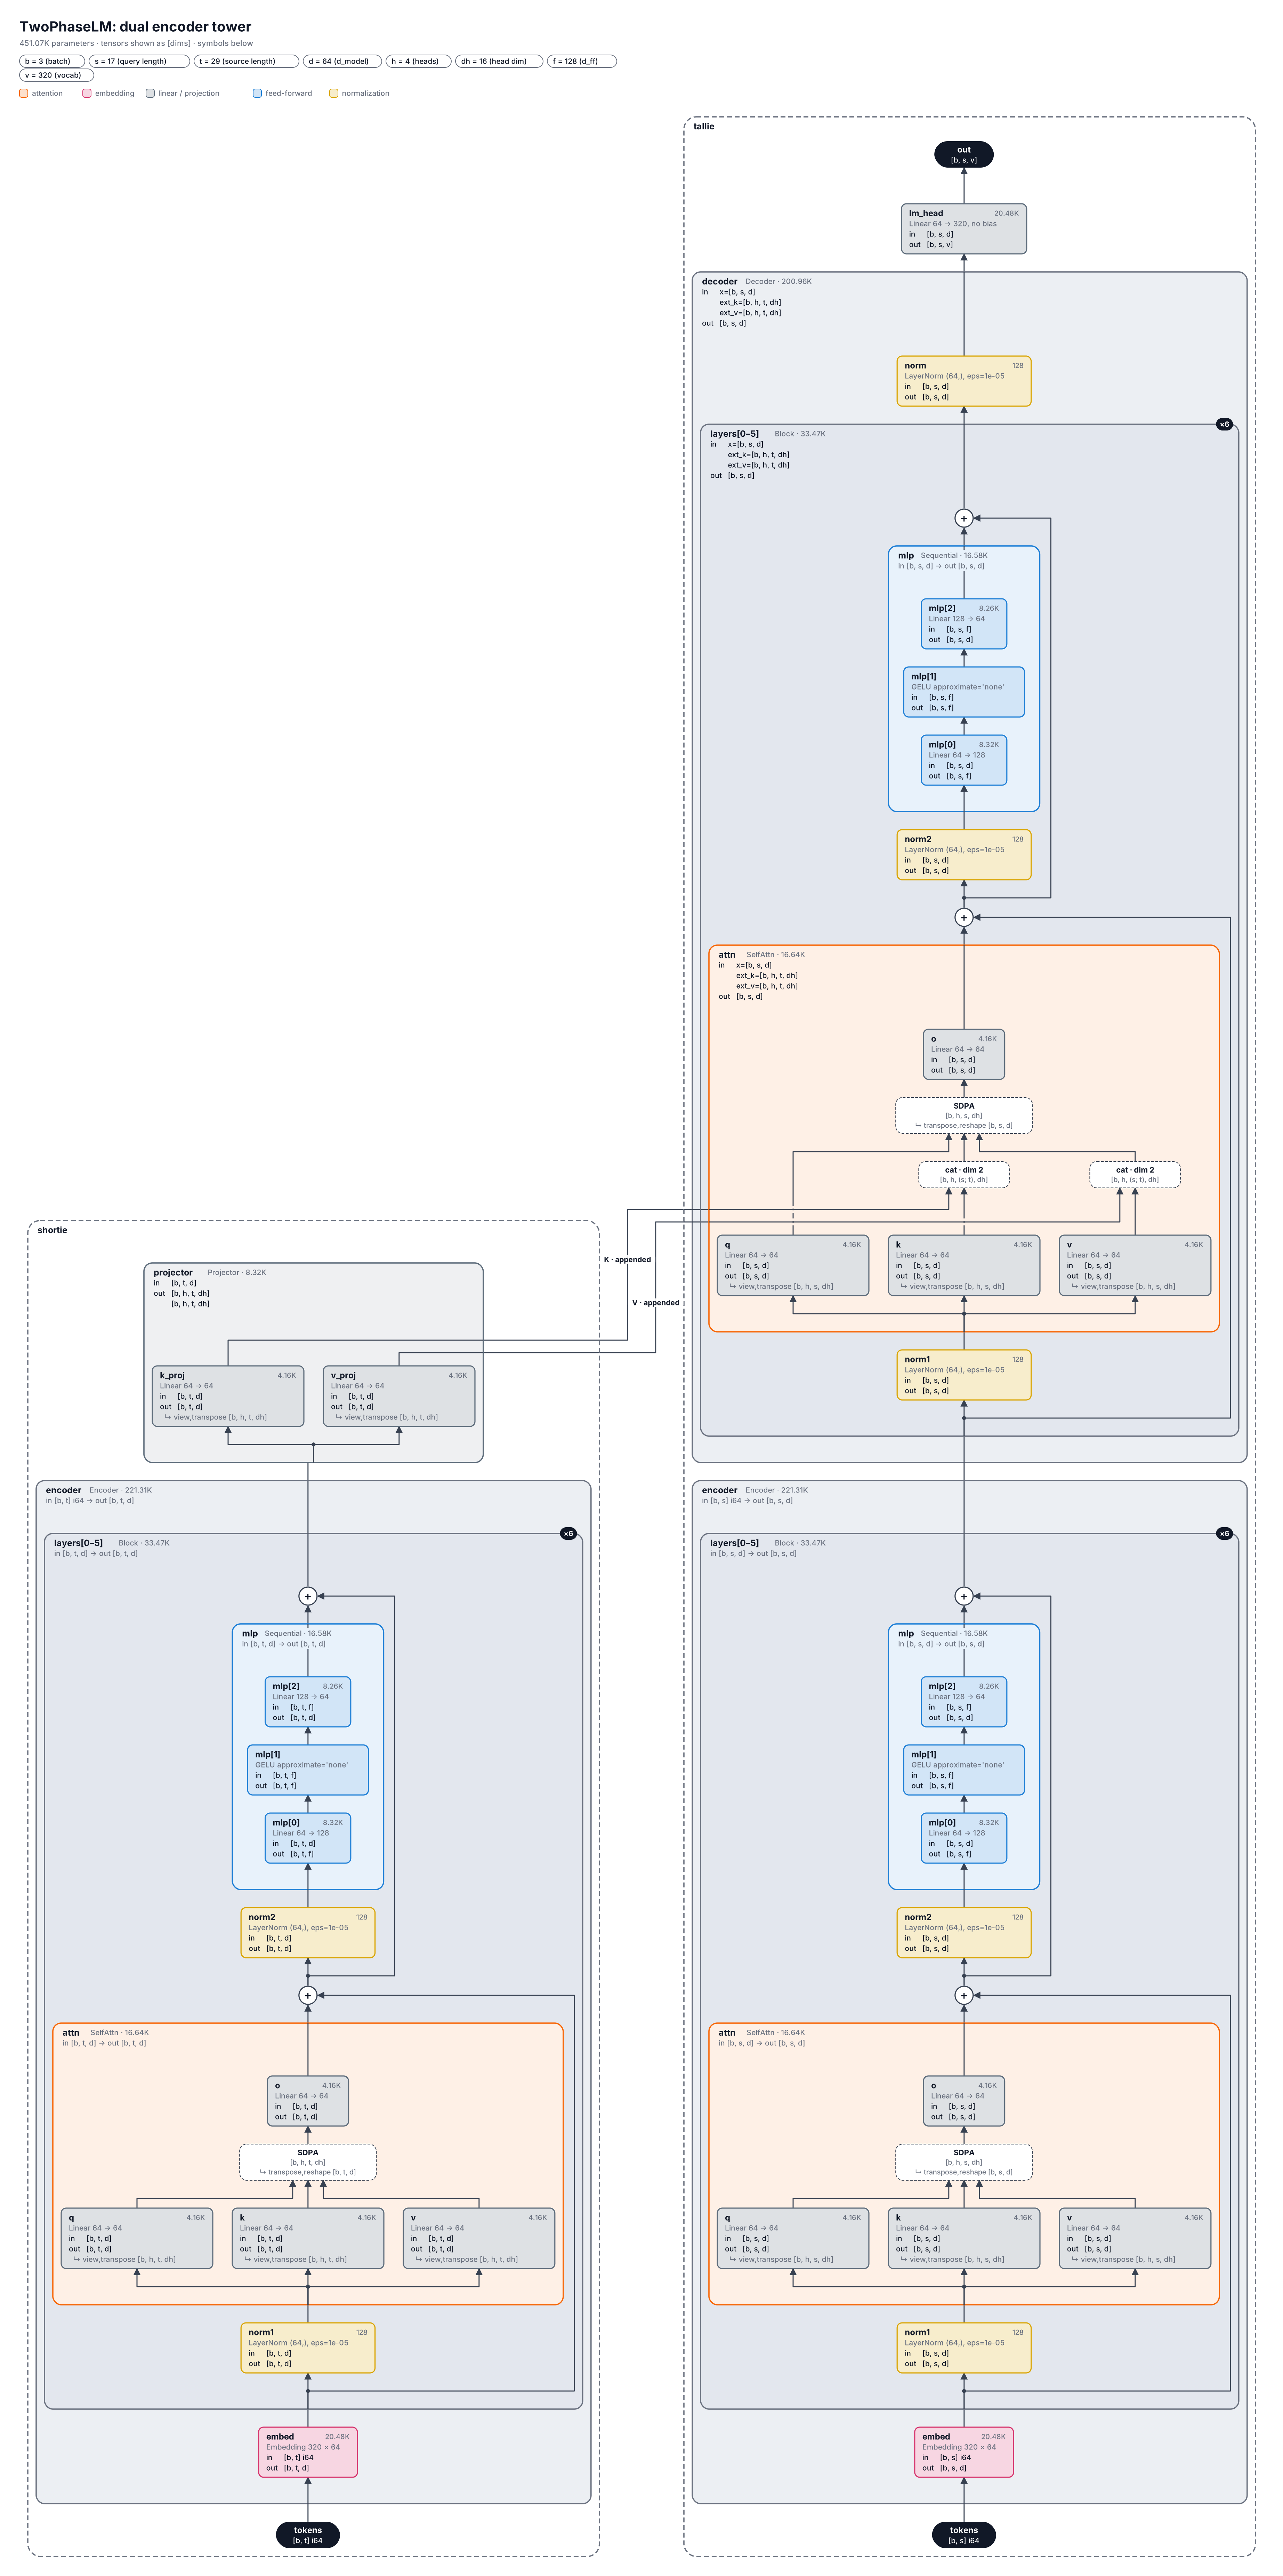 TwoPhaseLM: dual encoder tower
451.07K parameters · tensors shown as [dims] · symbols below
b = 3 (batch)
s = 17 (query length)
t = 29 (source length)
d = 64 (d_model)
h = 4 (heads)
dh = 16 (head dim)
f = 128 (d_ff)
v = 320 (vocab)
attention
embedding
linear / projection
feed-forward
normalization
tallie
out
[b, s, v]
lm_head 20.48K
Linear 64 → 320, no bias
in [b, s, d]
out [b, s, v]
decoder Decoder · 200.96K
in x=[b, s, d]
ext_k=[b, h, t, dh]
ext_v=[b, h, t, dh]
out [b, s, d]
norm 128
LayerNorm (64,), eps=1e-05
in [b, s, d]
out [b, s, d]
×6
layers[0–5] Block · 33.47K
in x=[b, s, d]
ext_k=[b, h, t, dh]
ext_v=[b, h, t, dh]
out [b, s, d]
+
mlp Sequential · 16.58K
in [b, s, d] → out [b, s, d]
mlp[2] 8.26K
Linear 128 → 64
in [b, s, f]
out [b, s, d]
mlp[1]
GELU approximate='none'
in [b, s, f]
out [b, s, f]
mlp[0] 8.32K
Linear 64 → 128
in [b, s, d]
out [b, s, f]
norm2 128
LayerNorm (64,), eps=1e-05
in [b, s, d]
out [b, s, d]
+
attn SelfAttn · 16.64K
in x=[b, s, d]
ext_k=[b, h, t, dh]
ext_v=[b, h, t, dh]
out [b, s, d]
o 4.16K
Linear 64 → 64
in [b, s, d]
out [b, s, d]
SDPA
[b, h, s, dh]
↪ transpose,reshape [b, s, d]
cat · dim 2
[b, h, (s; t), dh]
cat · dim 2
[b, h, (s; t), dh]
q 4.16K
Linear 64 → 64
in [b, s, d]
out [b, s, d]
↪ view,transpose [b, h, s, dh]
k 4.16K
Linear 64 → 64
in [b, s, d]
out [b, s, d]
↪ view,transpose [b, h, s, dh]
v 4.16K
Linear 64 → 64
in [b, s, d]
out [b, s, d]
↪ view,transpose [b, h, s, dh]
norm1 128
LayerNorm (64,), eps=1e-05
in [b, s, d]
out [b, s, d]
K · appended
V · appended
shortie
projector Projector · 8.32K
in [b, t, d]
out [b, h, t, dh]
[b, h, t, dh]
k_proj 4.16K
Linear 64 → 64
in [b, t, d]
out [b, t, d]
↪ view,transpose [b, h, t, dh]
v_proj 4.16K
Linear 64 → 64
in [b, t, d]
out [b, t, d]
↪ view,transpose [b, h, t, dh]
encoder Encoder · 221.31K
in [b, t] i64 → out [b, t, d]
×6
layers[0–5] Block · 33.47K
in [b, t, d] → out [b, t, d]
+
mlp Sequential · 16.58K
in [b, t, d] → out [b, t, d]
mlp[2] 8.26K
Linear 128 → 64
in [b, t, f]
out [b, t, d]
mlp[1]
GELU approximate='none'
in [b, t, f]
out [b, t, f]
mlp[0] 8.32K
Linear 64 → 128
in [b, t, d]
out [b, t, f]
norm2 128
LayerNorm (64,), eps=1e-05
in [b, t, d]
out [b, t, d]
+
attn SelfAttn · 16.64K
in [b, t, d] → out [b, t, d]
o 4.16K
Linear 64 → 64
in [b, t, d]
out [b, t, d]
SDPA
[b, h, t, dh]
↪ transpose,reshape [b, t, d]
q 4.16K
Linear 64 → 64
in [b, t, d]
out [b, t, d]
↪ view,transpose [b, h, t, dh]
k 4.16K
Linear 64 → 64
in [b, t, d]
out [b, t, d]
↪ view,transpose [b, h, t, dh]
v 4.16K
Linear 64 → 64
in [b, t, d]
out [b, t, d]
↪ view,transpose [b, h, t, dh]
norm1 128
LayerNorm (64,), eps=1e-05
in [b, t, d]
out [b, t, d]
embed 20.48K
Embedding 320 × 64
in [b, t] i64
out [b, t, d]
tokens
[b, t] i64
encoder Encoder · 221.31K
in [b, s] i64 → out [b, s, d]
×6
layers[0–5] Block · 33.47K
in [b, s, d] → out [b, s, d]
+
mlp Sequential · 16.58K
in [b, s, d] → out [b, s, d]
mlp[2] 8.26K
Linear 128 → 64
in [b, s, f]
out [b, s, d]
mlp[1]
GELU approximate='none'
in [b, s, f]
out [b, s, f]
mlp[0] 8.32K
Linear 64 → 128
in [b, s, d]
out [b, s, f]
norm2 128
LayerNorm (64,), eps=1e-05
in [b, s, d]
out [b, s, d]
+
attn SelfAttn · 16.64K
in [b, s, d] → out [b, s, d]
o 4.16K
Linear 64 → 64
in [b, s, d]
out [b, s, d]
SDPA
[b, h, s, dh]
↪ transpose,reshape [b, s, d]
q 4.16K
Linear 64 → 64
in [b, s, d]
out [b, s, d]
↪ view,transpose [b, h, s, dh]
k 4.16K
Linear 64 → 64
in [b, s, d]
out [b, s, d]
↪ view,transpose [b, h, s, dh]
v 4.16K
Linear 64 → 64
in [b, s, d]
out [b, s, d]
↪ view,transpose [b, h, s, dh]
norm1 128
LayerNorm (64,), eps=1e-05
in [b, s, d]
out [b, s, d]
embed 20.48K
Embedding 320 × 64
in [b, s] i64
out [b, s, d]
tokens
[b, s] i64